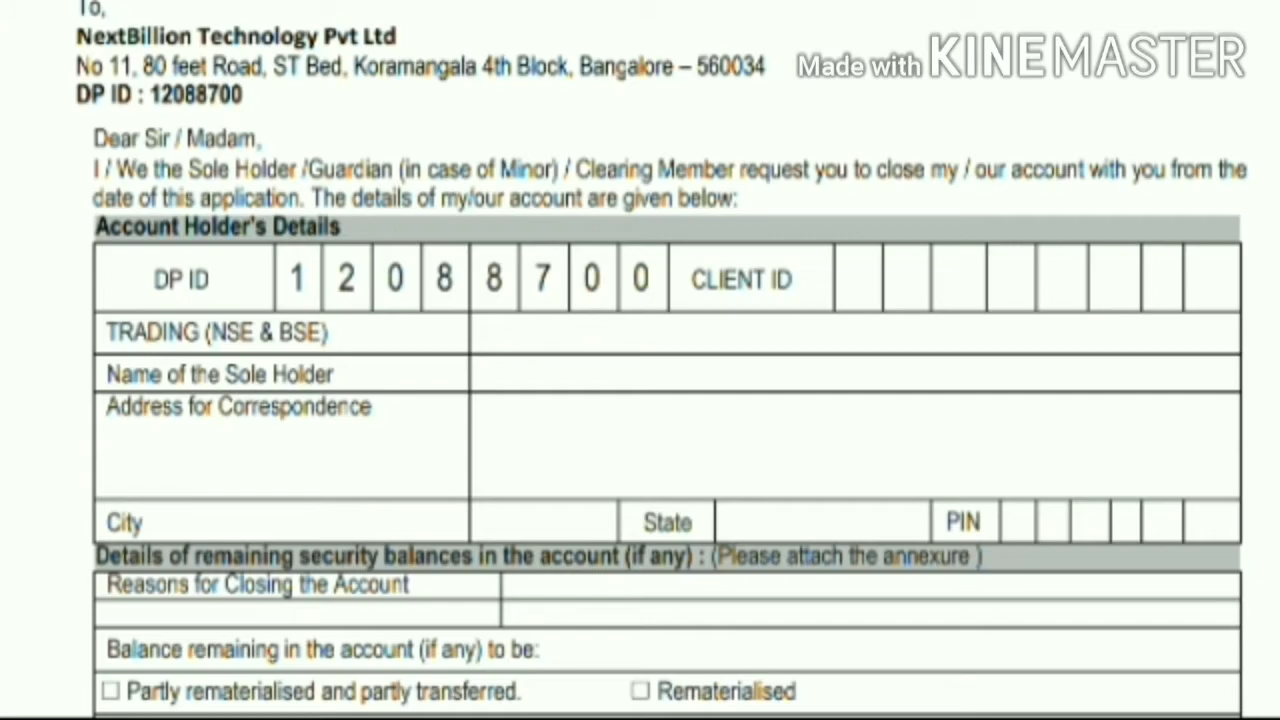 To,
NextBillion Technology Pvt Ltd
No 11, 80 feet Road, ST Bed, Koramangala 4th Block, Bangalore – 560034
Made with KINEMASTER
DP ID : 12088700
Dear Sir / Madam,
I / We the Sole Holder /Guardian (in case of Minor) / Clearing Member request you to close my / our account with you from the
date of this application. The details of my/our account are given below:
Account Holder's Details
DP ID 1 2 0 8 8 7 0 0 CLIENT ID
TRADING (NSE & BSE)
Name of the Sole Holder
Address for Correspondence
City State PIN
Details of remaining security balances in the account (if any) : (Please attach the annexure )
Reasons for Closing the Account
Balance remaining in the account (if any) to be:
☐ Partly rematerialised and partly transferred. ☐ Rematerialised